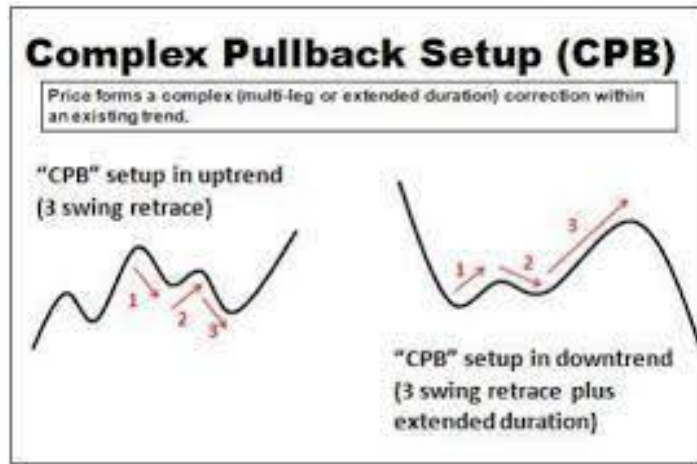 Complex Pullback Setup (CPB)
Price forms a complex (multi-leg or extended duration) correction within
an existing trend.
"CPB" setup in uptrend
(3 swing retrace)
1
2
3
1
2
3
"CPB" setup in downtrend
(3 swing retrace plus
extended duration)